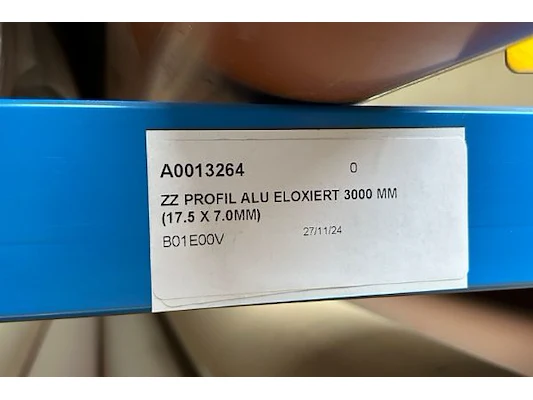 A0013264 0
ZZ PROFIL ALU ELOXIERT 3000 MM
(17.5 X 7.0MM)
B01E00V 27/11/24